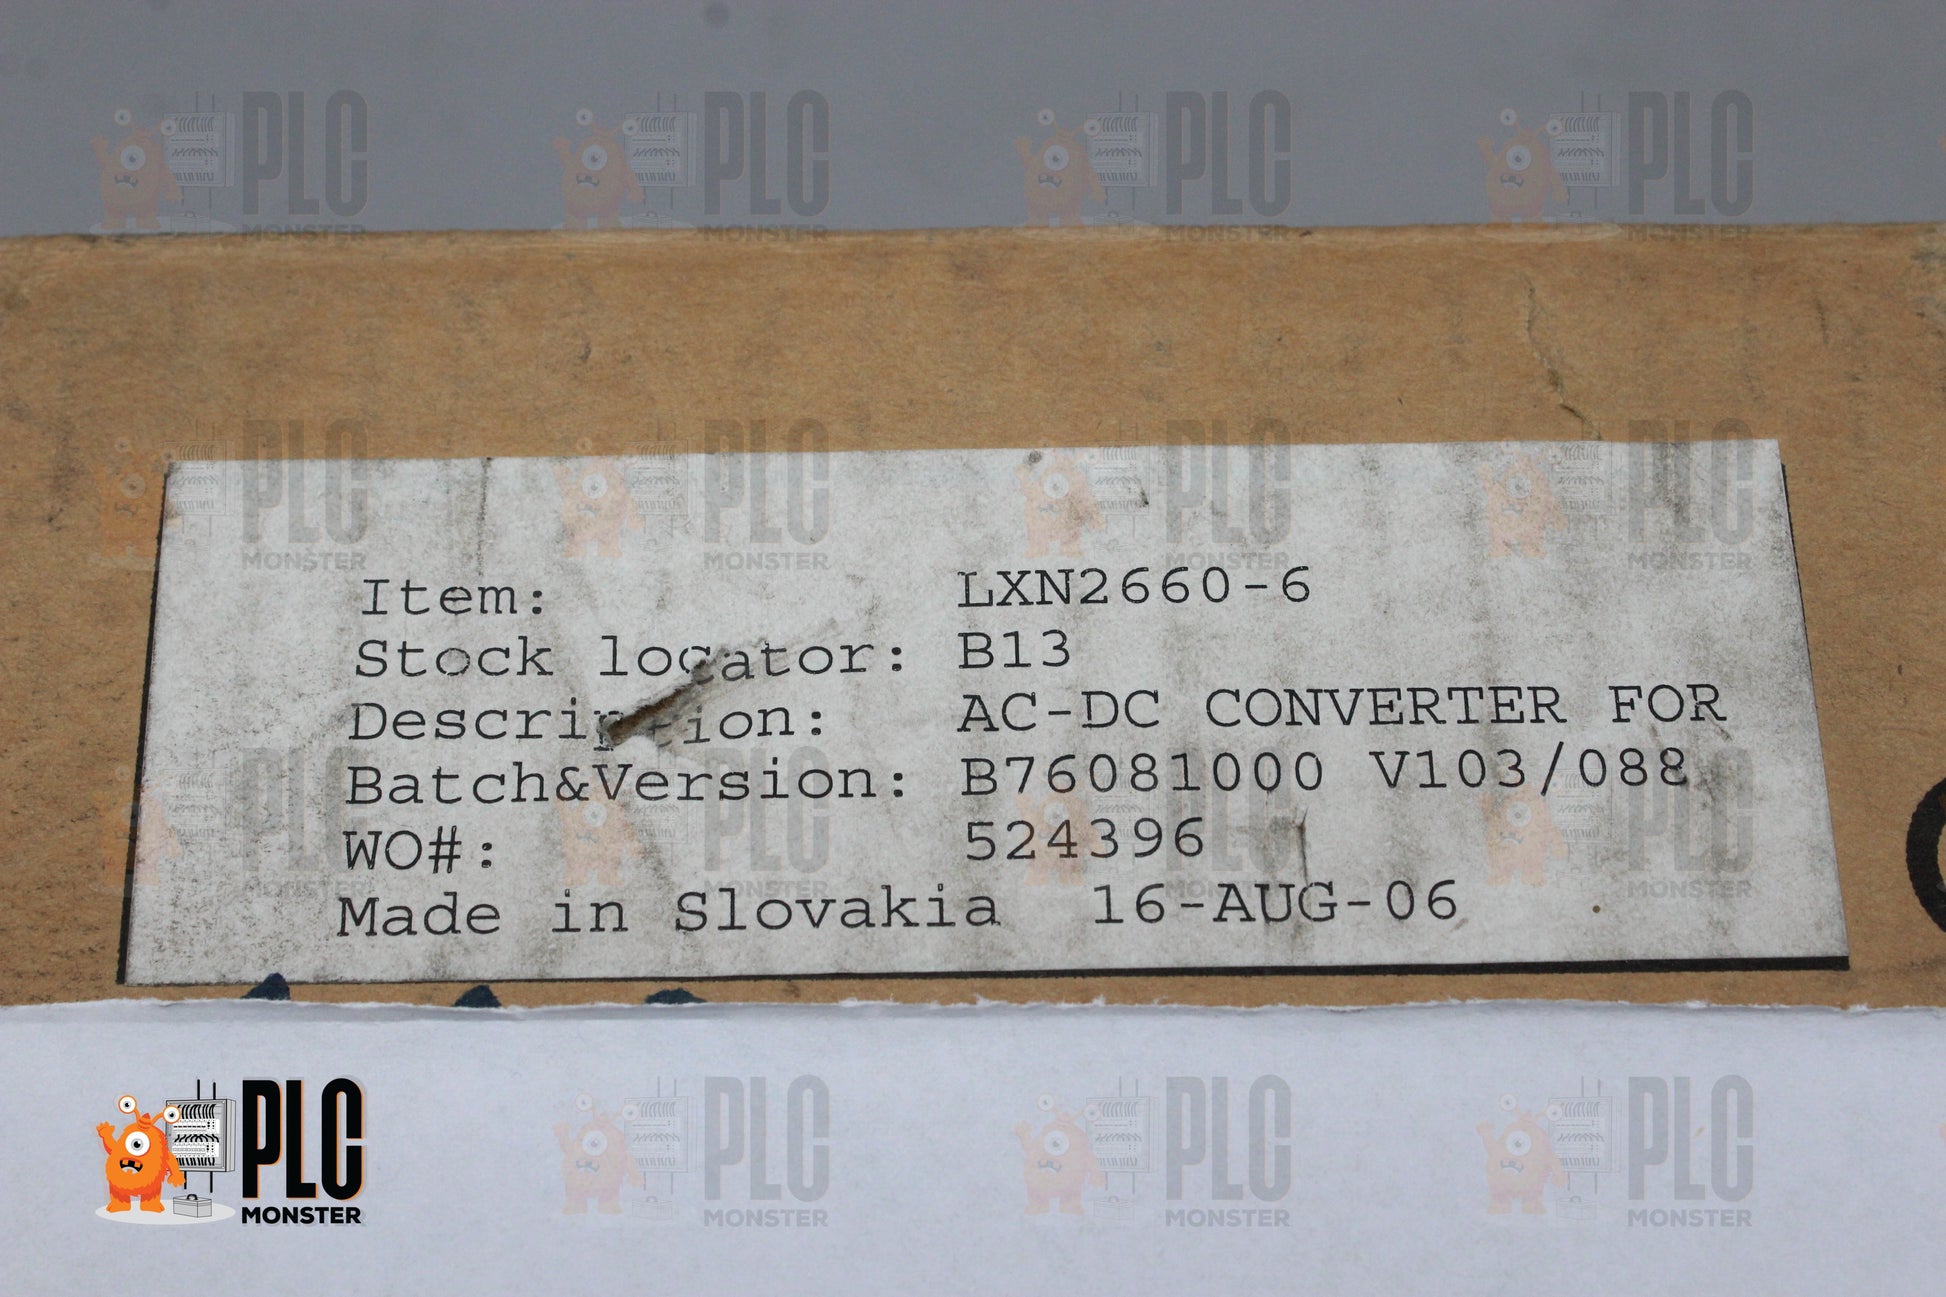 Item: LXN2660-6
Stock locator: B13
Description: AC-DC CONVERTER FOR
Batch&Version: B76081000 V103/088
WO#: 524396
Made in Slovakia 16-AUG-06
PLC
MONSTER